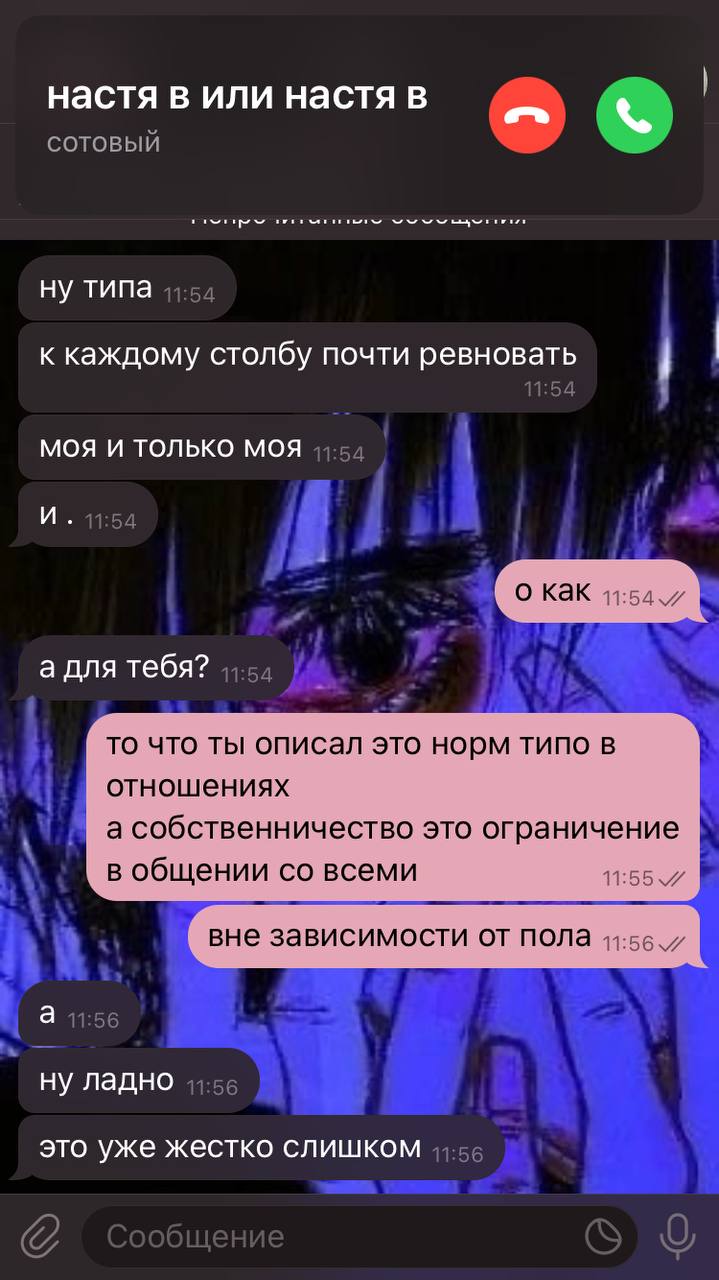 настя в или настя в
сотовый
Непрочитанные сообщения
ну типа 11:54
к каждому столбу почти ревновать
11:54
моя и только моя 11:54
и . 11:54
о как 11:54
а для тебя? 11:54
то что ты описал это норм типо в
отношениях
а собственничество это ограничение
в общении со всеми 11:55
вне зависимости от пола 11:56
а 11:56
ну ладно 11:56
это уже жестко слишком 11:56
Сообщение